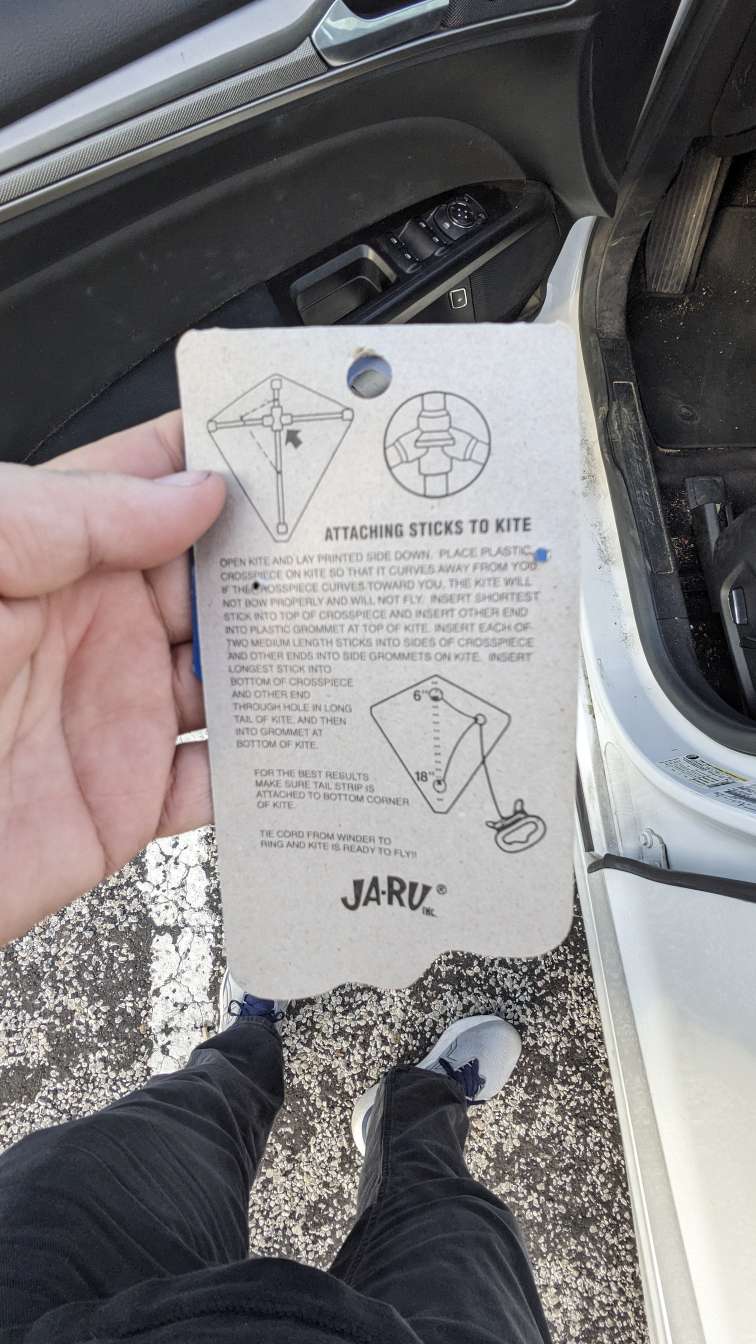 ATTACHING STICKS TO KITE
OPEN KITE AND LAY PRINTED SIDE DOWN. PLACE PLASTIC
CROSSPIECE ON KITE SO THAT IT CURVES AWAY FROM YOU
IF THE CROSSPIECE CURVES TOWARD YOU, THE KITE WILL
NOT BOW PROPERLY AND WILL NOT FLY. INSERT SHORTEST
STICK INTO TOP OF CROSSPIECE AND INSERT OTHER END
INTO PLASTIC GROMMET AT TOP OF KITE. INSERT EACH OF
TWO MEDIUM LENGTH STICKS INTO SIDES OF CROSSPIECE
AND OTHER ENDS INTO SIDE GROMMETS ON KITE. INSERT
LONGEST STICK INTO
BOTTOM OF CROSSPIECE
AND OTHER END
THROUGH HOLE IN LONG
TAIL OF KITE, AND THEN
INTO GROMMET AT
BOTTOM OF KITE.
6"
18"
FOR THE BEST RESULTS
MAKE SURE TAIL STRIP IS
ATTACHED TO BOTTOM CORNER
OF KITE.
TIE CORD FROM WINDER TO
RING AND KITE IS READY TO FLY!!
JA-RU®
INC.